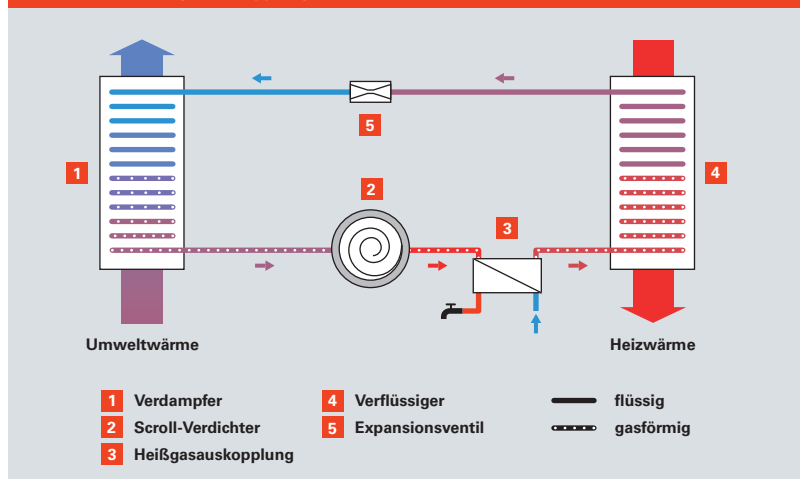 5
1
2
4
3
Umweltwärme
Heizwärme
1 Verdampfer
2 Scroll-Verdichter
3 Heißgasauskopplung
4 Verflüssiger
5 Expansionsventil
flüssig
gasförmig